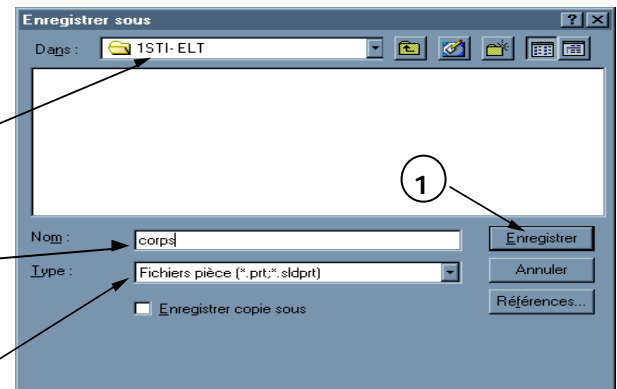 Enregistrer sous
Dans : 1STI-ELT
1
Nom : corps
Enregistrer
Type : Fichiers pièce (*.prt;*.sldprt)
Annuler
Enregistrer copie sous
Références...